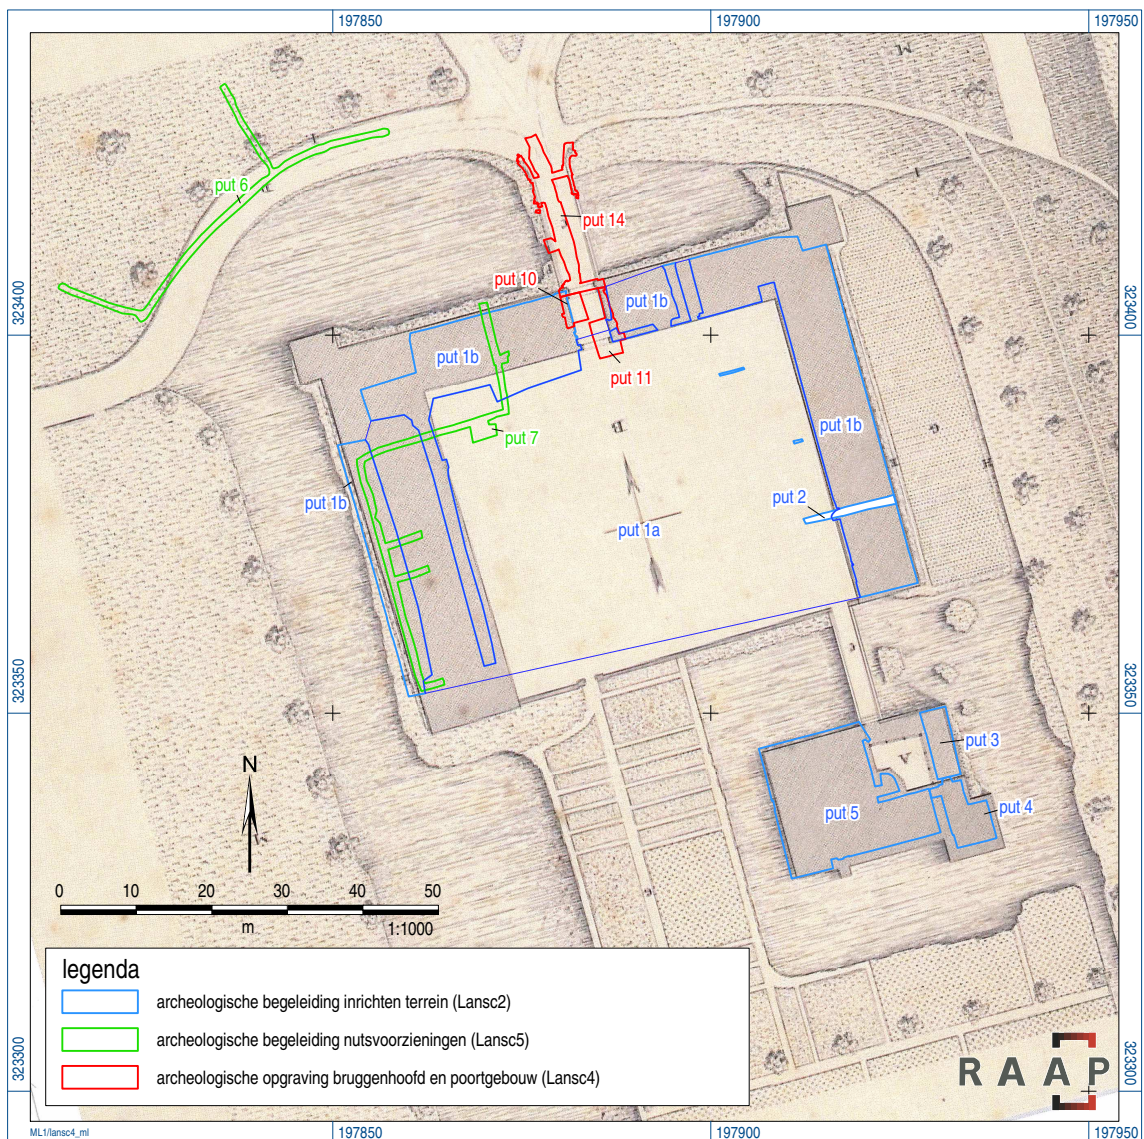 197850
197900
197950
put 6
put 14
put 10
put 1b
323400
323400
put 1b
put 11
put 1b
put 7
B
put 1b
put 2
put 1a
G
H
C
323350
323350
put 3
A
N
put 5
put 4
M
0 10 20 30 40 50
m
1:1000
legenda
archeologische begeleiding inrichten terrein (Lansc2)
archeologische begeleiding nutsvoorzieningen (Lansc5)
archeologische opgraving bruggenhoofd en poortgebouw (Lansc4)
RAAP
323300
323300
ML1/lansc4_ml
197850
197900
197950